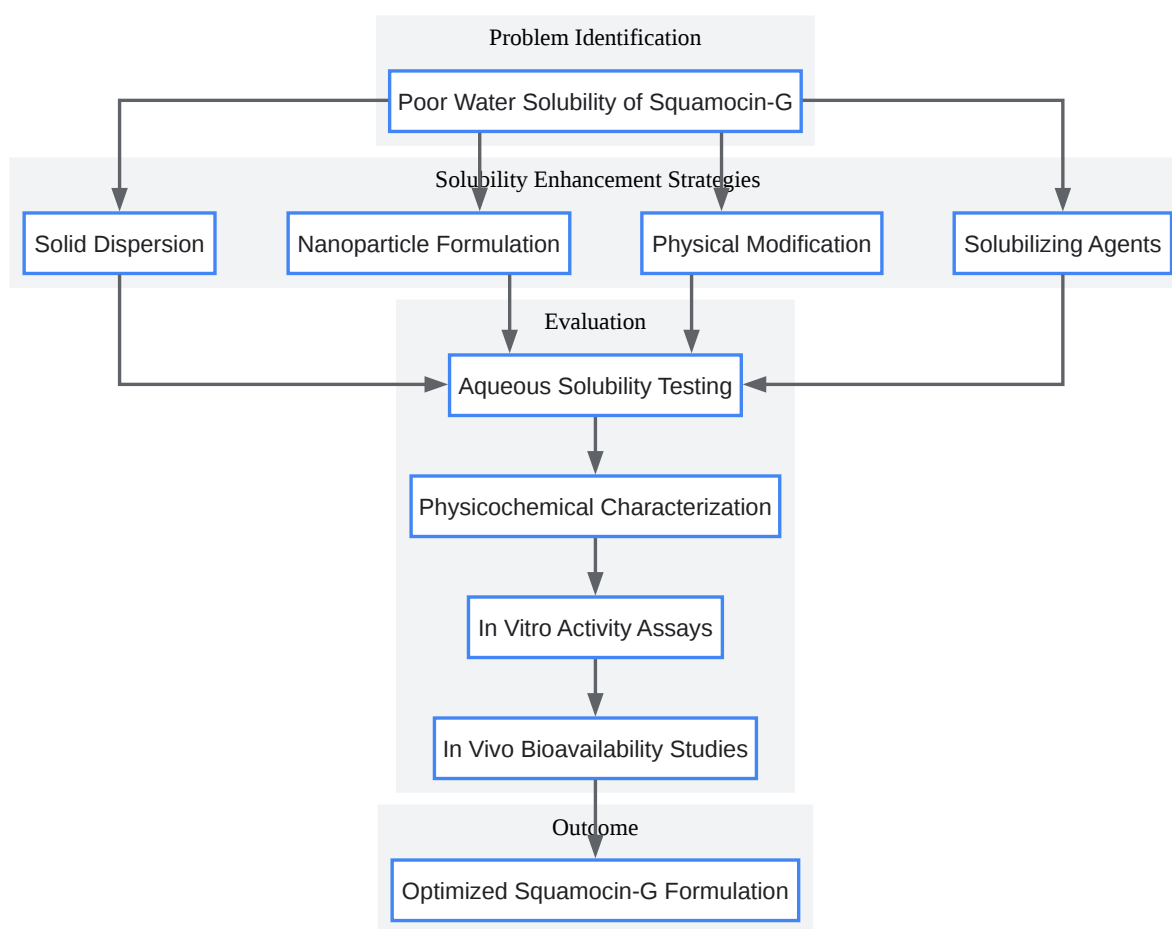 Problem Identification
Poor Water Solubility of Squamocin-G
Solubility Enhancement Strategies
Solid Dispersion
Nanoparticle Formulation
Physical Modification
Solubilizing Agents
Evaluation
Aqueous Solubility Testing
Physicochemical Characterization
In Vitro Activity Assays
In Vivo Bioavailability Studies
Outcome
Optimized Squamocin-G Formulation